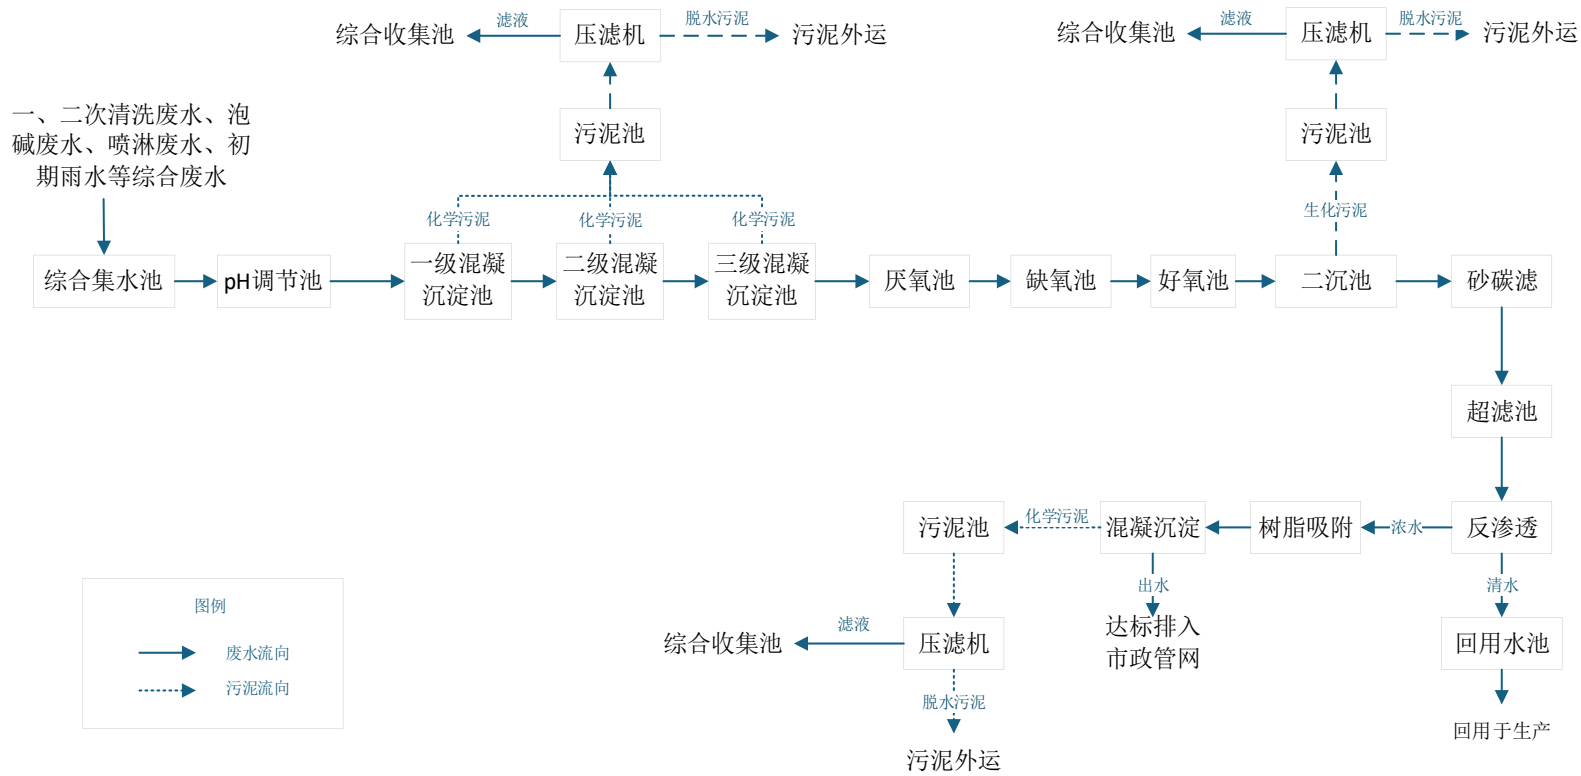 综合收集池
滤液
压滤机
脱水污泥
污泥外运
综合收集池
滤液
压滤机
脱水污泥
污泥外运
一、二次清洗废水、泡
碱废水、喷淋废水、初
期雨水等综合废水
污泥池
污泥池
化学污泥
化学污泥
化学污泥
生化污泥
综合集水池
pH调节池
一级混凝
沉淀池
二级混凝
沉淀池
三级混凝
沉淀池
厌氧池
缺氧池
好氧池
二沉池
砂碳滤
超滤池
污泥池
化学污泥
混凝沉淀
树脂吸附
浓水
反渗透
出水
清水
达标排入
市政管网
综合收集池
滤液
压滤机
回用水池
脱水污泥
污泥外运
回用于生产
图例
废水流向
污泥流向